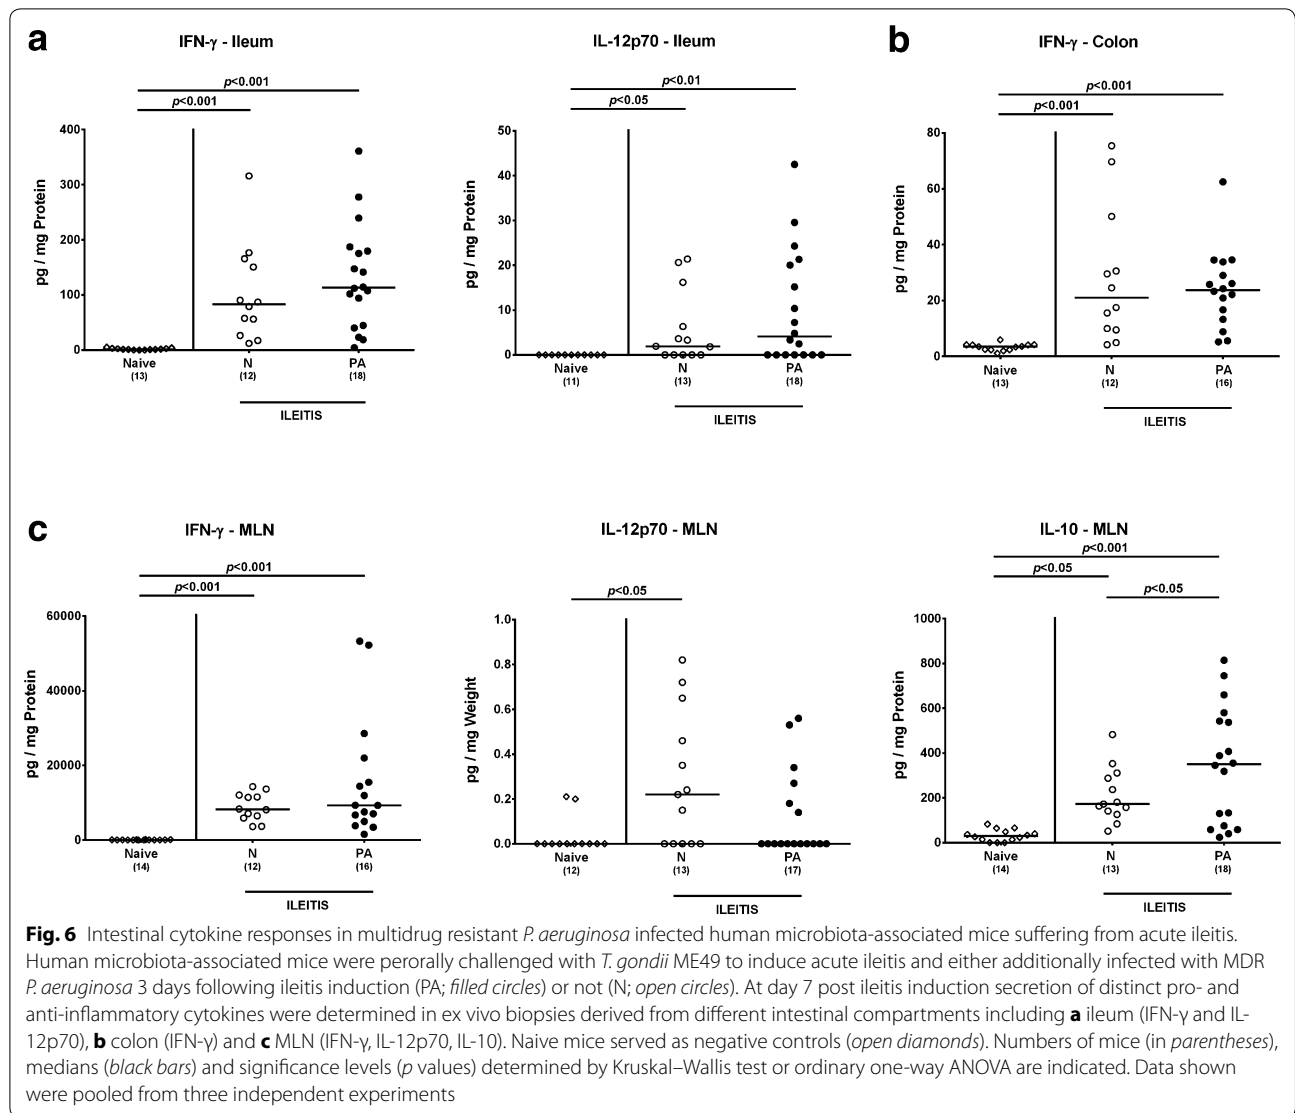 a
IFN-γ - Ileum
p<0.001
p<0.001
pg / mg Protein
400
300
200
100
0
Naive
(13)
N
(12)
PA
(18)
ILEITIS
IL-12p70 - Ileum
p<0.01
p<0.05
pg / mg Protein
50
40
30
20
10
0
Naive
(11)
N
(13)
PA
(18)
ILEITIS
b
IFN-γ - Colon
p<0.001
p<0.001
pg / mg Protein
80
60
40
20
0
Naive
(13)
N
(12)
PA
(16)
ILEITIS
c
IFN-γ - MLN
p<0.001
p<0.001
pg / mg Protein
60000
40000
20000
0
Naive
(14)
N
(12)
PA
(16)
ILEITIS
IL-12p70 - MLN
p<0.05
pg / mg Weight
1.0
0.8
0.6
0.4
0.2
0.0
Naive
(12)
N
(13)
PA
(17)
ILEITIS
IL-10 - MLN
p<0.001
p<0.05
p<0.05
pg / mg Protein
1000
800
600
400
200
0
Naive
(14)
N
(13)
PA
(18)
ILEITIS
Fig. 6 Intestinal cytokine responses in multidrug resistant P. aeruginosa infected human microbiota-associated mice suffering from acute ileitis.
Human microbiota-associated mice were perorally challenged with T. gondii ME49 to induce acute ileitis and either additionally infected with MDR
P. aeruginosa 3 days following ileitis induction (PA; filled circles) or not (N; open circles). At day 7 post ileitis induction secretion of distinct pro- and
anti-inflammatory cytokines were determined in ex vivo biopsies derived from different intestinal compartments including a ileum (IFN-γ and IL-
12p70), b colon (IFN-γ) and c MLN (IFN-γ, IL-12p70, IL-10). Naive mice served as negative controls (open diamonds). Numbers of mice (in parentheses),
medians (black bars) and significance levels (p values) determined by Kruskal–Wallis test or ordinary one-way ANOVA are indicated. Data shown
were pooled from three independent experiments